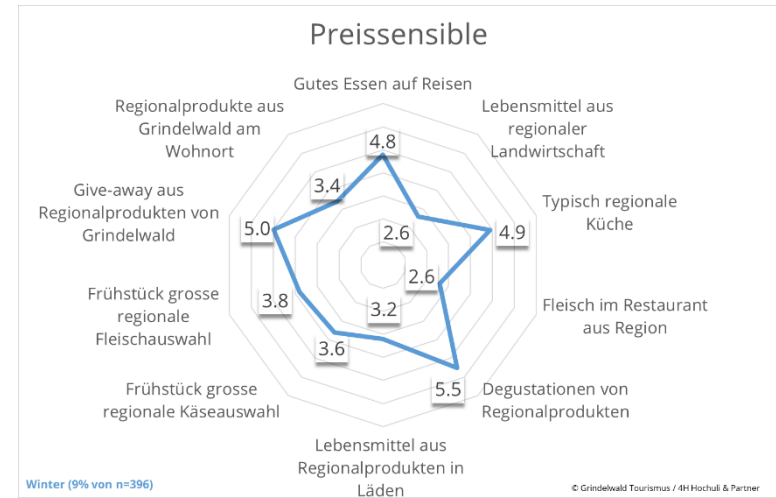 Preissensible
Gutes Essen auf Reisen
Regionalprodukte aus
Grindelwald am
Wohnort
Lebensmittel aus
regionaler
Landwirtschaft
4.8
3.4
2.6
Give-away aus
Regionalprodukten von
Grindelwald
5.0
Typisch regionale
Küche
4.9
2.6
Frühstück grosse
regionale
Fleischauswahl
3.8
3.2
Fleisch im Restaurant
aus Region
3.6
5.5
Frühstück grosse
regionale Käseauswahl
Degustationen von
Regionalprodukten
Lebensmittel aus
Regionalprodukten in
Läden
Winter (9% von n=396)
© Grindelwald Tourismus / 4H Hochuli & Partner